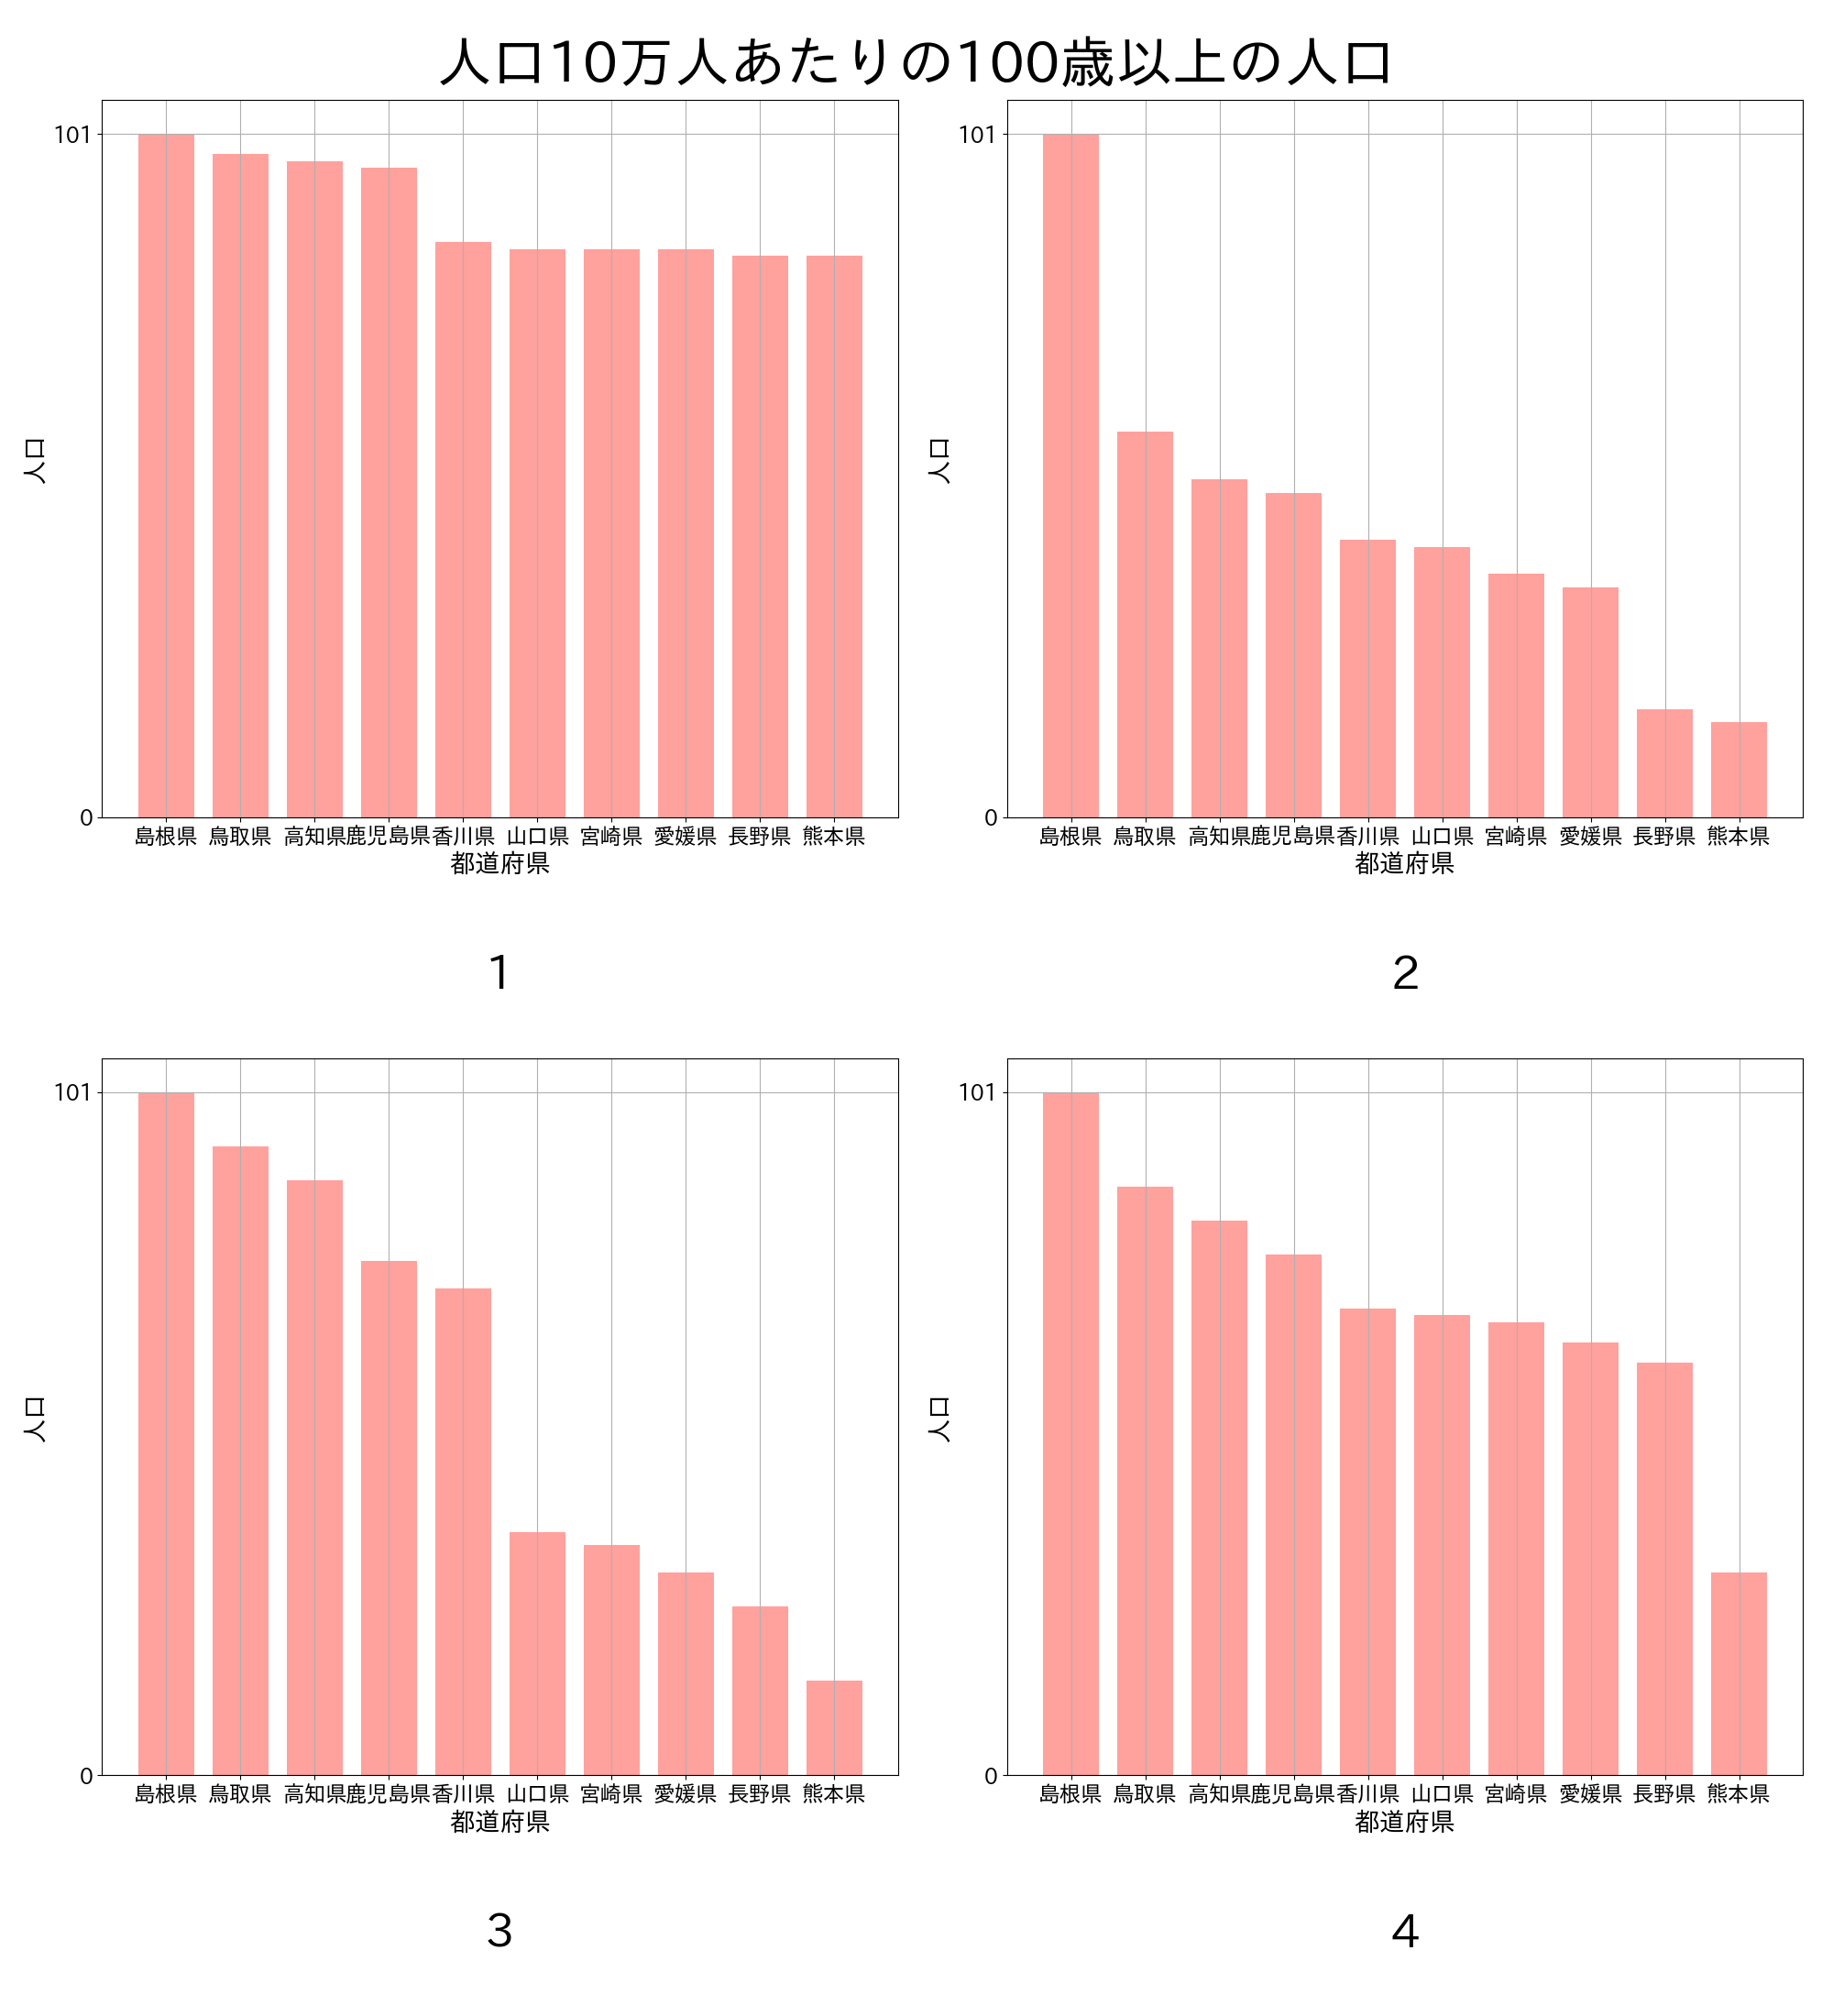 人口10万人あたりの100歳以上の人口
101
0
人口
島根県 鳥取県 高知県 鹿児島県 香川県 山口県 宮崎県 愛媛県 長野県 熊本県
都道府県
1
101
0
人口
島根県 鳥取県 高知県 鹿児島県 香川県 山口県 宮崎県 愛媛県 長野県 熊本県
都道府県
2
101
0
人口
島根県 鳥取県 高知県 鹿児島県 香川県 山口県 宮崎県 愛媛県 長野県 熊本県
都道府県
3
101
0
人口
島根県 鳥取県 高知県 鹿児島県 香川県 山口県 宮崎県 愛媛県 長野県 熊本県
都道府県
4